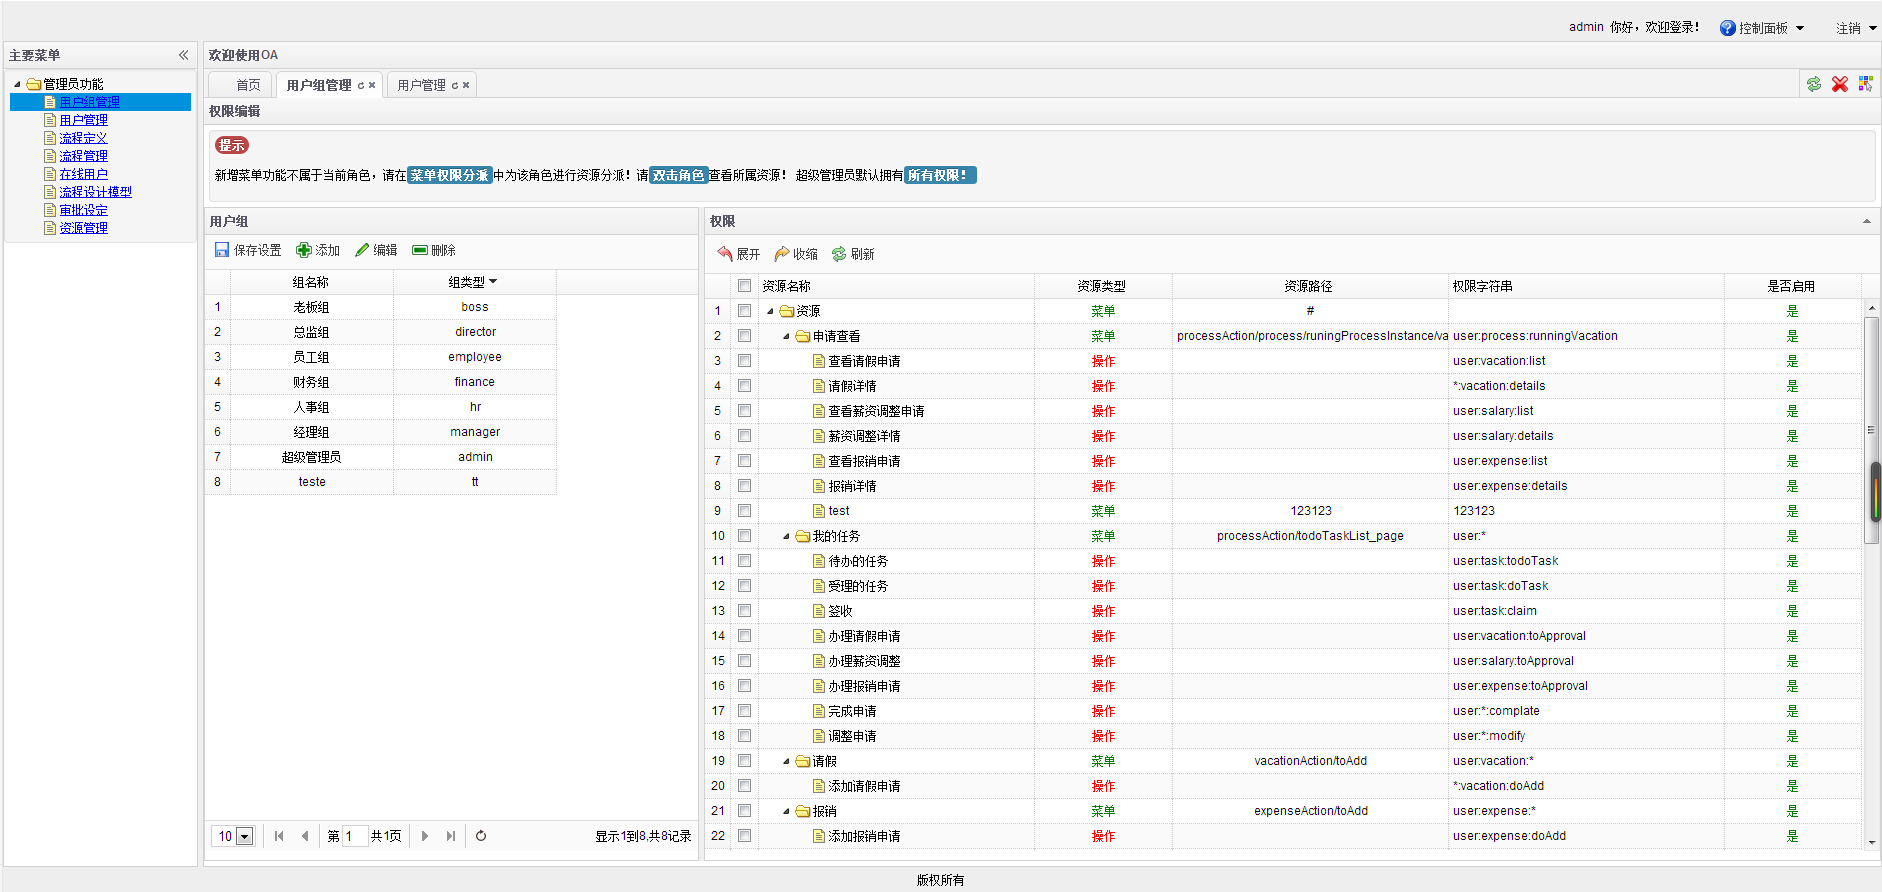 admin 你好，欢迎登录！ 控制面板 注销
主要菜单
管理员功能
用户组管理
用户管理
流程定义
流程管理
在线用户
流程设计模型
审批设定
资源管理
欢迎使用OA
首页 用户组管理 用户管理
权限编辑
提示
新增菜单功能不属于当前角色，请在 菜单权限分派 中为该角色进行资源分派！请 双击角色 查看所属资源！ 超级管理员默认拥有 所有权限！
用户组
保存设置 添加 编辑 删除
组名称 组类型
1 老板组 boss
2 总监组 director
3 员工组 employee
4 财务组 finance
5 人事组 hr
6 经理组 manager
7 超级管理员 admin
8 teste tt
10 第 1 共1页 显示1到8,共8记录
权限
展开 收缩 刷新
资源名称 资源类型 资源路径 权限字符串 是否启用
1 资源 菜单 # 是
2 申请查看 菜单 processAction/process/runingProcessInstance/va user:process:runningVacation 是
3 查看请假申请 操作 user:vacation:list 是
4 请假详情 操作 *:vacation:details 是
5 查看薪资调整申请 操作 user:salary:list 是
6 薪资调整详情 操作 user:salary:details 是
7 查看报销申请 操作 user:expense:list 是
8 报销详情 操作 user:expense:details 是
9 test 菜单 123123 123123 是
10 我的任务 菜单 processAction/todoTaskList_page user:* 是
11 待办的任务 操作 user:task:todoTask 是
12 受理的任务 操作 user:task:doTask 是
13 签收 操作 user:task:claim 是
14 办理请假申请 操作 user:vacation:toApproval 是
15 办理薪资调整 操作 user:salary:toApproval 是
16 办理报销申请 操作 user:expense:toApproval 是
17 完成申请 操作 user:*:complate 是
18 调整申请 操作 user:*:modify 是
19 请假 菜单 vacationAction/toAdd user:vacation:* 是
20 添加请假申请 操作 *:vacation:doAdd 是
21 报销 菜单 expenseAction/toAdd user:expense:* 是
22 添加报销申请 操作 user:expense:doAdd 是
版权所有